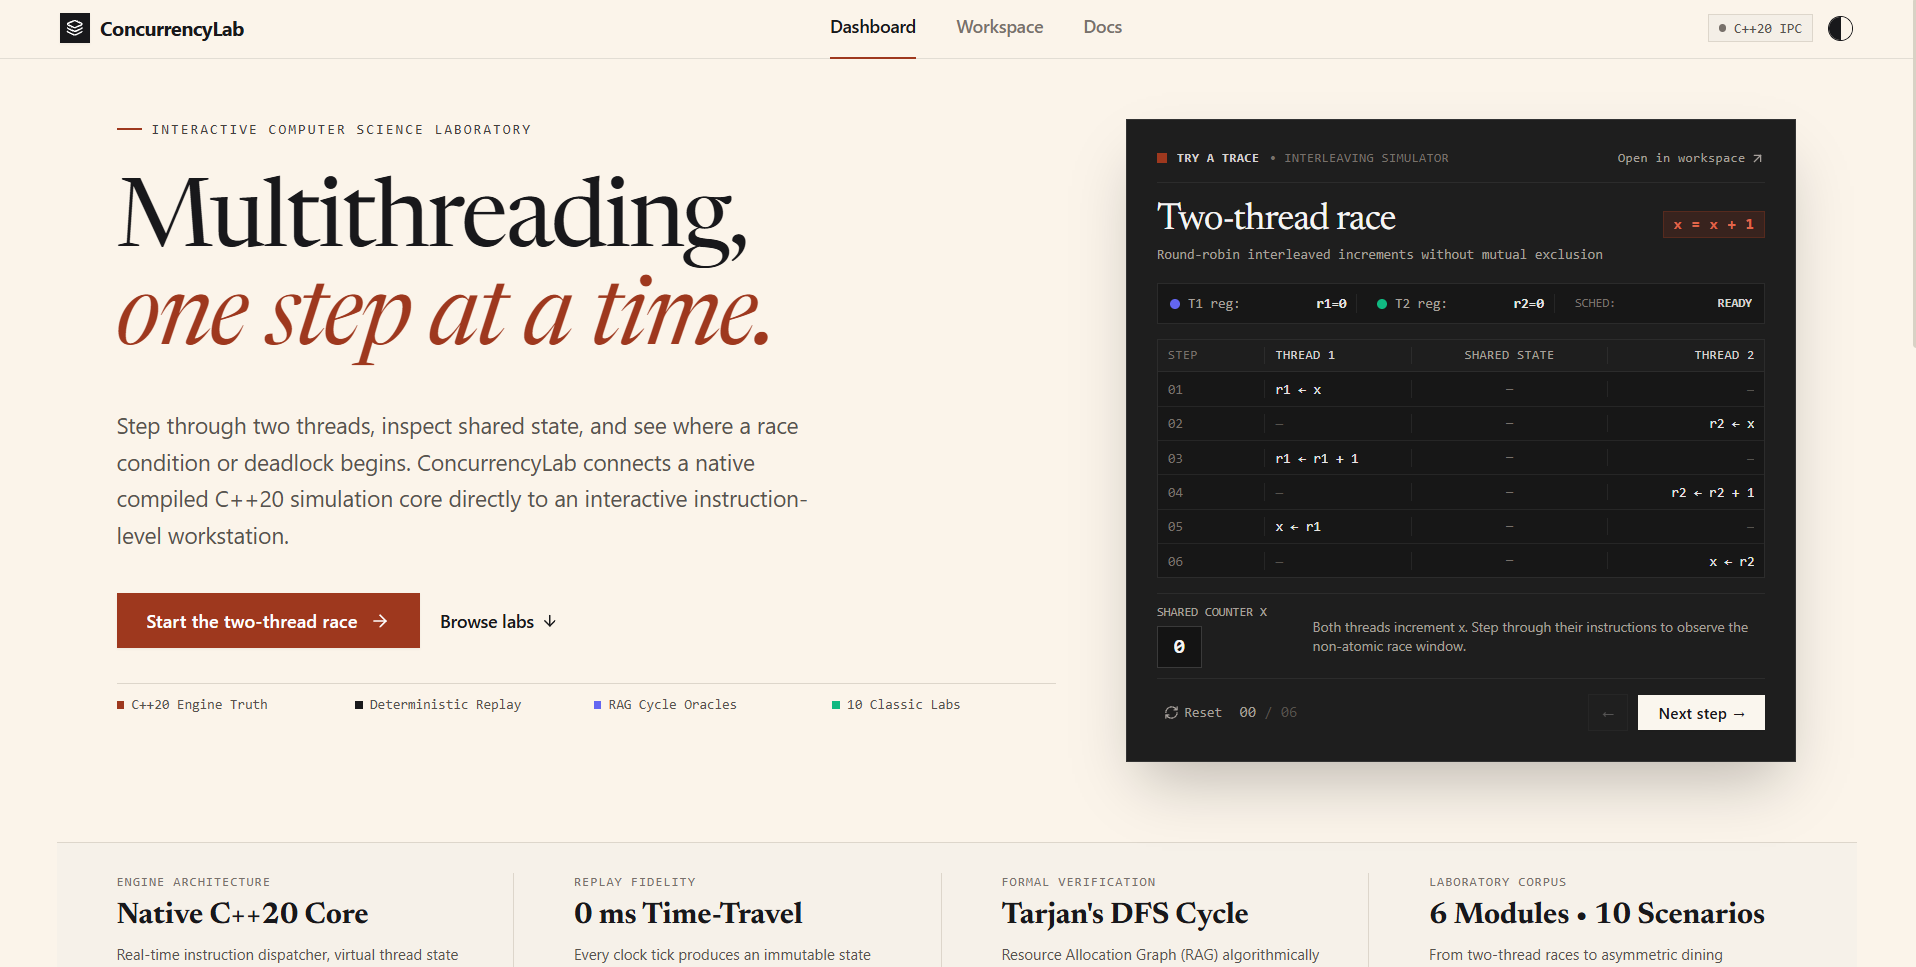 ConcurrencyLab
Dashboard
Workspace
Docs
C++20 IPC
INTERACTIVE COMPUTER SCIENCE LABORATORY
Multithreading,
one step at a time.
Step through two threads, inspect shared state, and see where a race
condition or deadlock begins. ConcurrencyLab connects a native
compiled C++20 simulation core directly to an interactive instruction-
level workstation.
Start the two-thread race →
Browse labs ↓
C++20 Engine Truth
Deterministic Replay
RAG Cycle Oracles
10 Classic Labs
TRY A TRACE • INTERLEAVING SIMULATOR
Open in workspace ↗
Two-thread race
x = x + 1
Round-robin interleaved increments without mutual exclusion
T1 reg: r1=0
T2 reg: r2=0
SCHED: READY
STEP THREAD 1 SHARED STATE THREAD 2
01 r1 ← x — —
02 — — r2 ← x
03 r1 ← r1 + 1 — —
04 — — r2 ← r2 + 1
05 x ← r1 — —
06 — — x ← r2
SHARED COUNTER X
0
Both threads increment x. Step through their instructions to observe the
non-atomic race window.
Reset 00 / 06
←
Next step →
ENGINE ARCHITECTURE
Native C++20 Core
Real-time instruction dispatcher, virtual thread state
REPLAY FIDELITY
0 ms Time-Travel
Every clock tick produces an immutable state
FORMAL VERIFICATION
Tarjan's DFS Cycle
Resource Allocation Graph (RAG) algorithmically
LABORATORY CORPUS
6 Modules • 10 Scenarios
From two-thread races to asymmetric dining